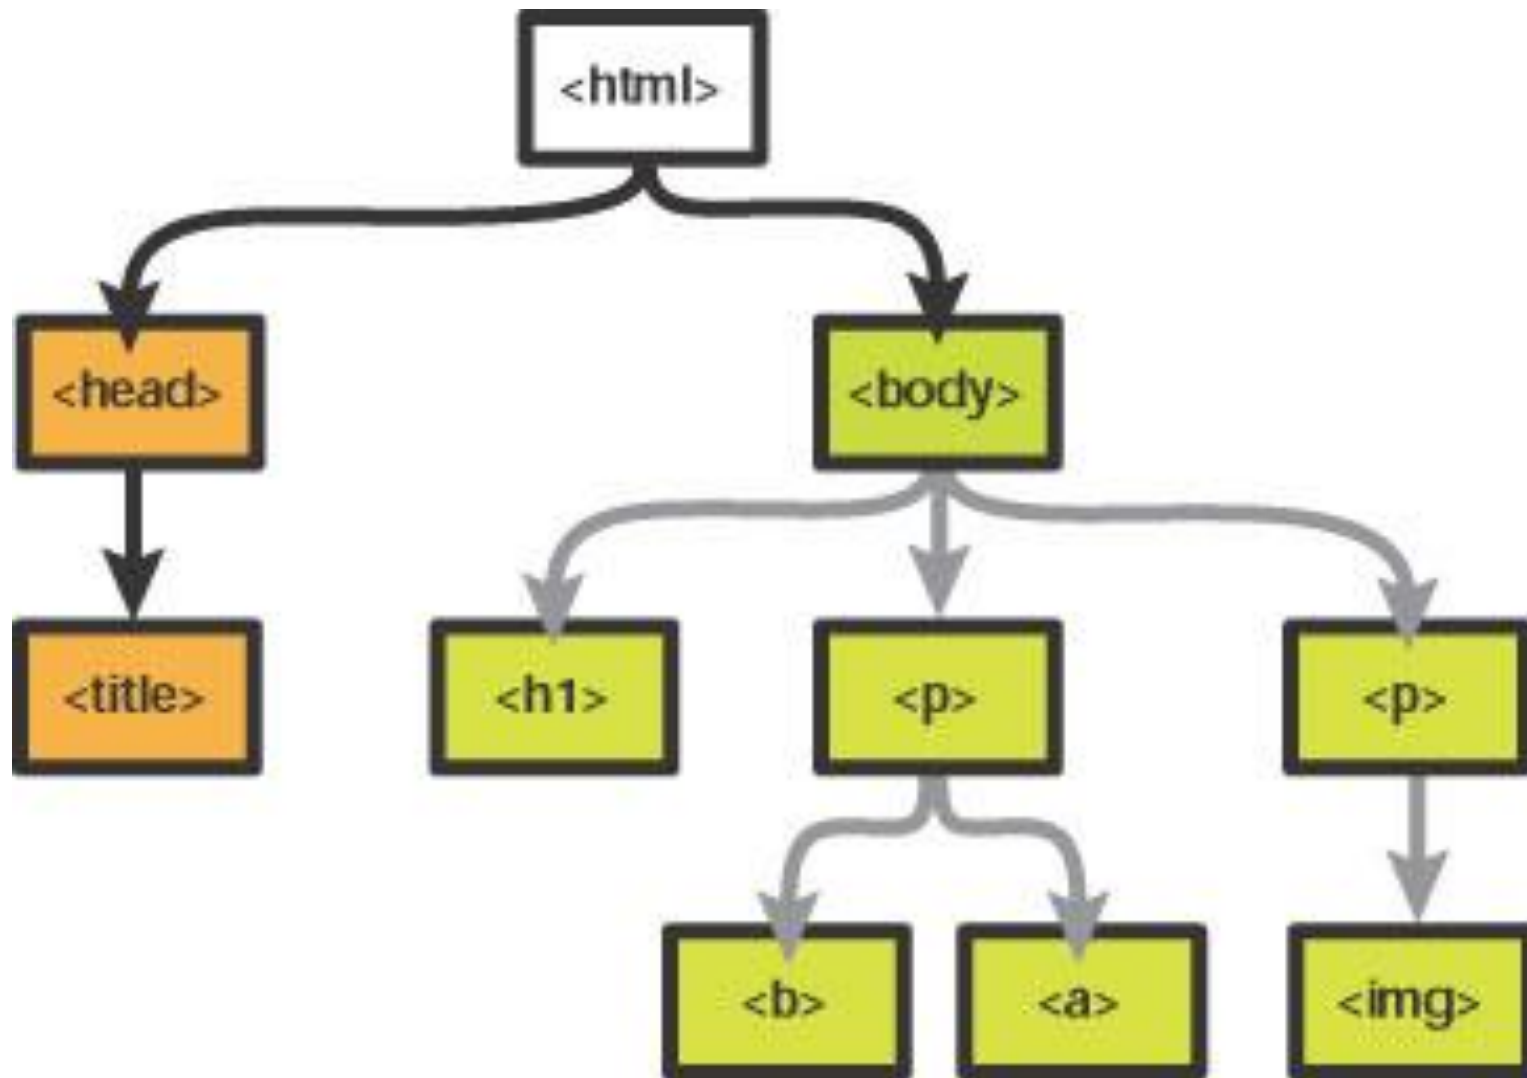 <html>
<head>
<body>
<title>
<h1>
<p>
<p>
<b>
<a>
<img>